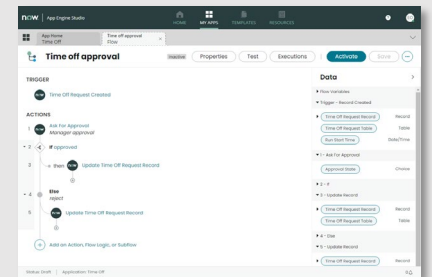 now. App Engine Studio
HOME MY APPS TEMPLATES RESOURCES
App Home
Time Off
Time off approval
Flow
Time off approval
Inactive Properties Test Executions Activate Save
TRIGGER
now Time Off Request Created
ACTIONS
1 now Ask For Approval
Manager approval
2 If approved
3 then now Update Time Off Request Record
4 Else
reject
5 now Update Time Off Request Record
Add an Action, Flow Logic, or Subflow
Data
Flow Variables
Trigger - Record Created
Time Off Request Record Record
Time Off Request Table Table
Run Start Time Date/Time
1 - Ask For Approval
Approval State Choice
2 - If
3 - Update Record
Time Off Request Record Record
Time Off Request Table Table
4 - Else
5 - Update Record
Time Off Request Record Record
Status: Draft Application: Time Off